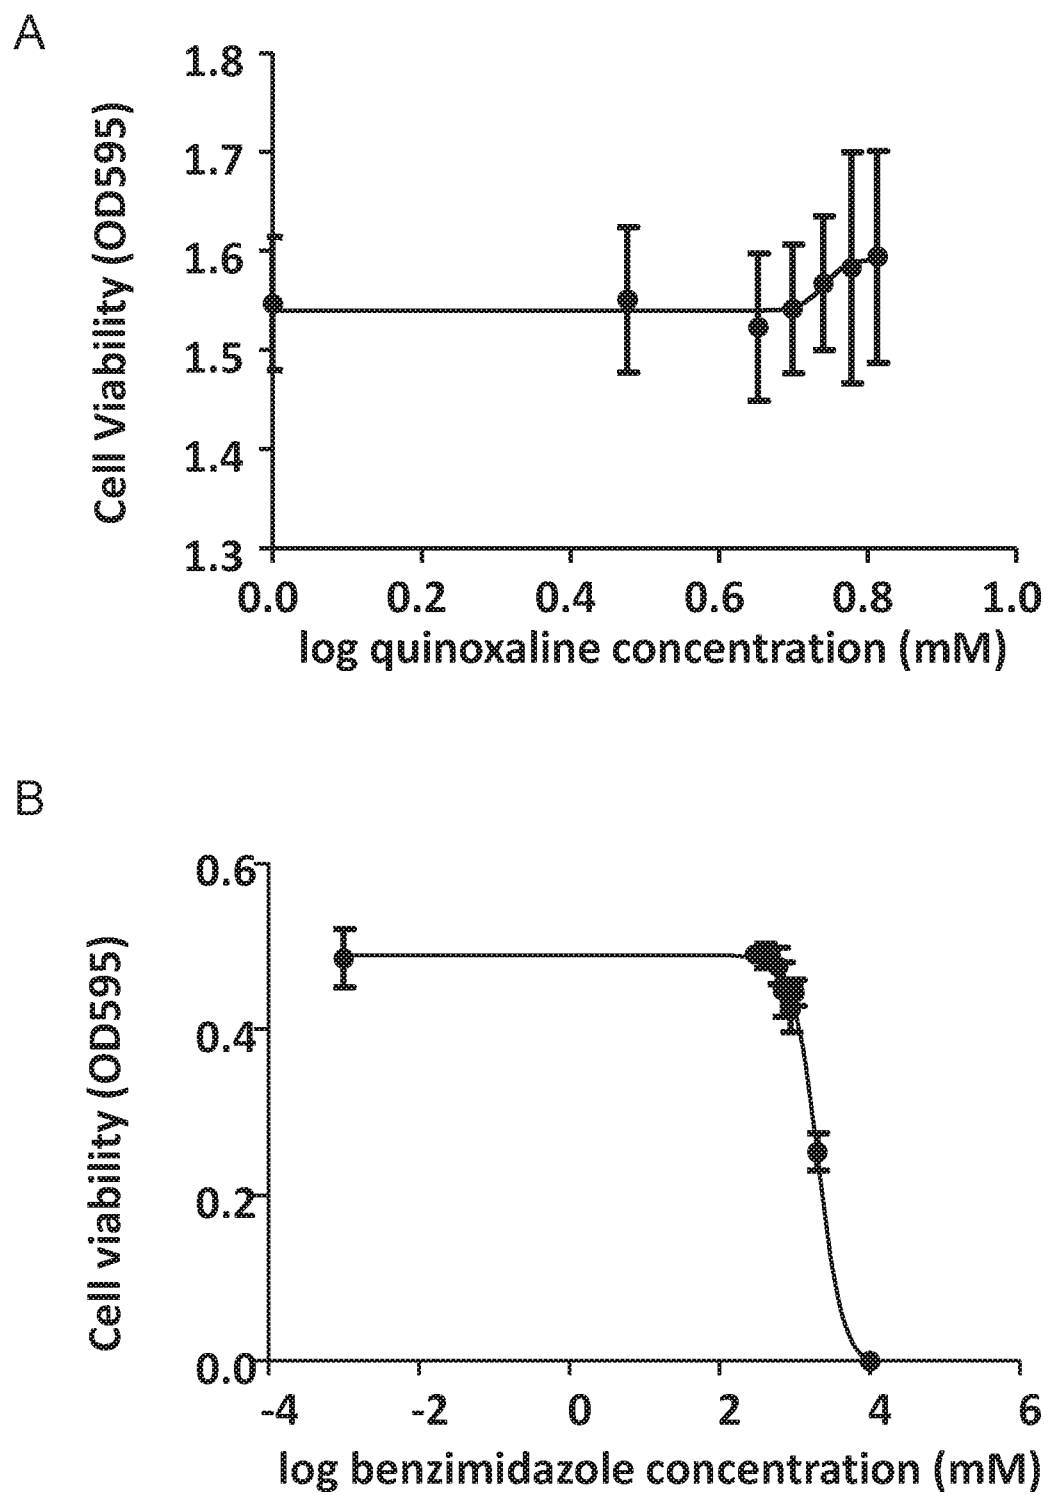 A
Cell Viability (OD595)
1.8
1.7
1.6
1.5
1.4
1.3
0.0 0.2 0.4 0.6 0.8 1.0
log quinoxaline concentration (mM)
B
Cell viability (OD595)
0.6
0.4
0.2
0.0
-4 -2 0 2 4 6
log benzimidazole concentration (mM)